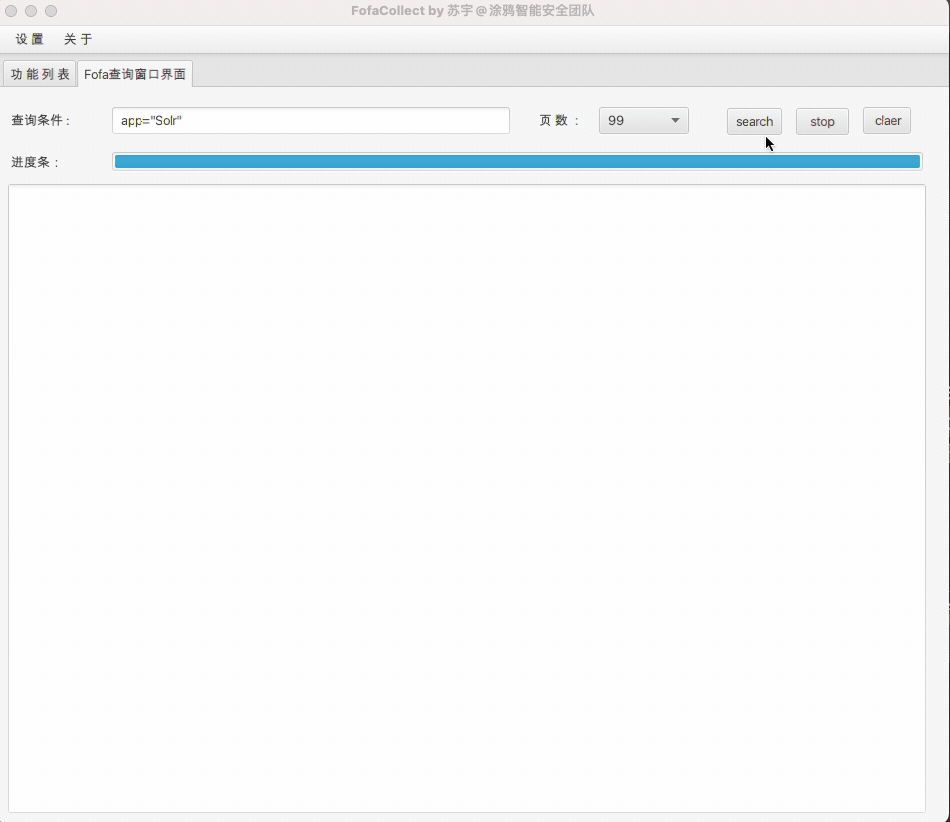 FofaCollect by 苏宇@涂鸦智能安全团队
设 置 关 于
功 能 列 表 Fofa查询窗口界面
查询条件 : app="Solr" 页 数 : 99 search stop claer
进度条 :